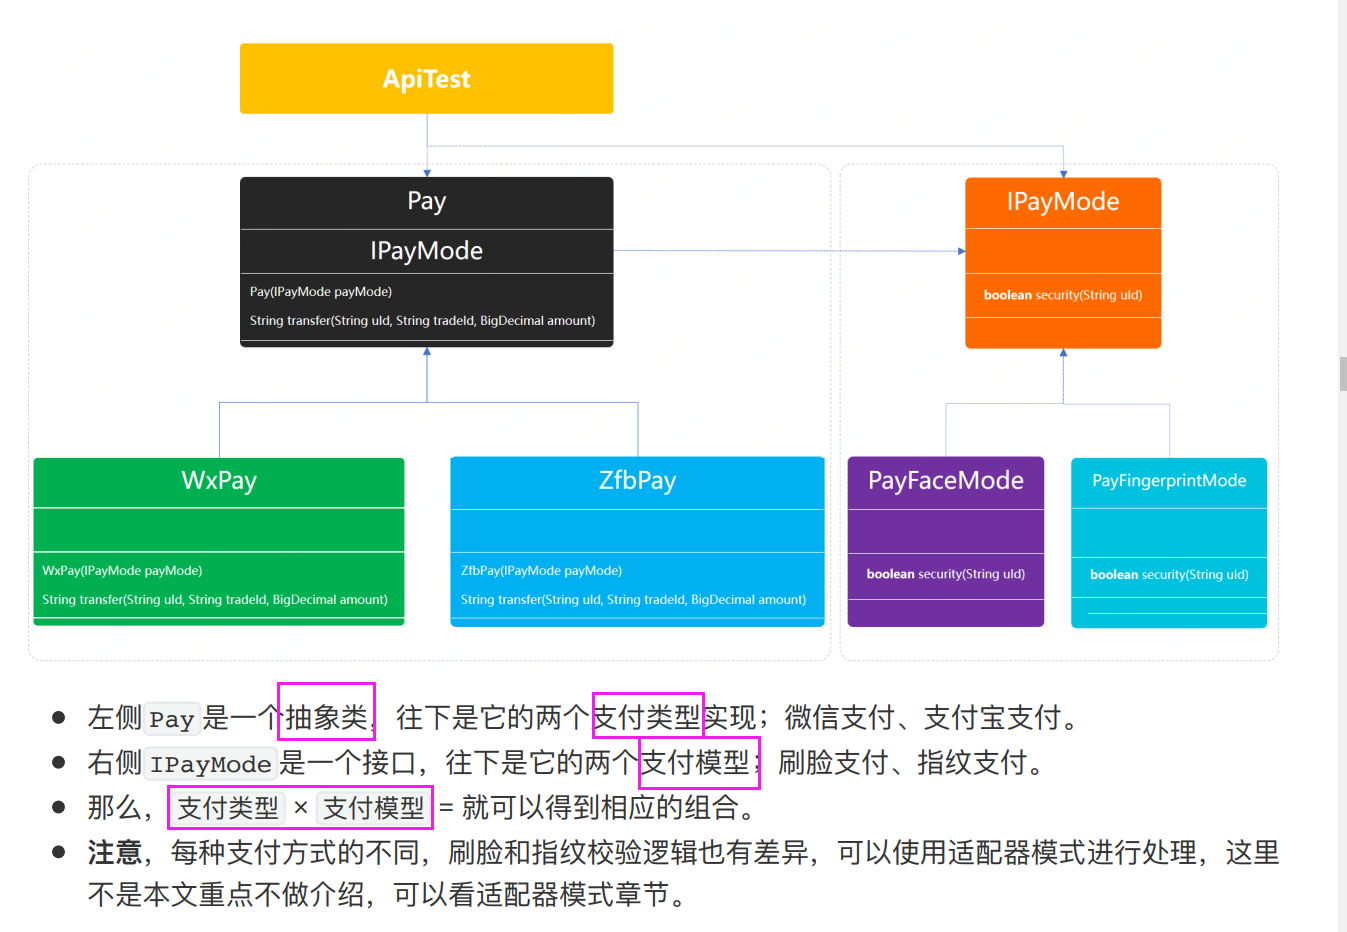 ApiTest
Pay
IPayMode
Pay(IPayMode payMode)
String transfer(String uId, String tradeId, BigDecimal amount)
IPayMode
boolean security(String uId)
WxPay
WxPay(IPayMode payMode)
String transfer(String uId, String tradeId, BigDecimal amount)
ZfbPay
ZfbPay(IPayMode payMode)
String transfer(String uId, String tradeId, BigDecimal amount)
PayFaceMode
boolean security(String uId)
PayFingerprintMode
boolean security(String uId)
左侧 Pay 是一个抽象类，往下是它的两个支付类型实现；微信支付、支付宝支付。
右侧 IPayMode 是一个接口，往下是它的两个支付模型；刷脸支付、指纹支付。
那么， 支付类型 × 支付模型 = 就可以得到相应的组合。
注意，每种支付方式的不同，刷脸和指纹校验逻辑也有差异，可以使用适配器模式进行处理，这里
不是本文重点不做介绍，可以看适配器模式章节。